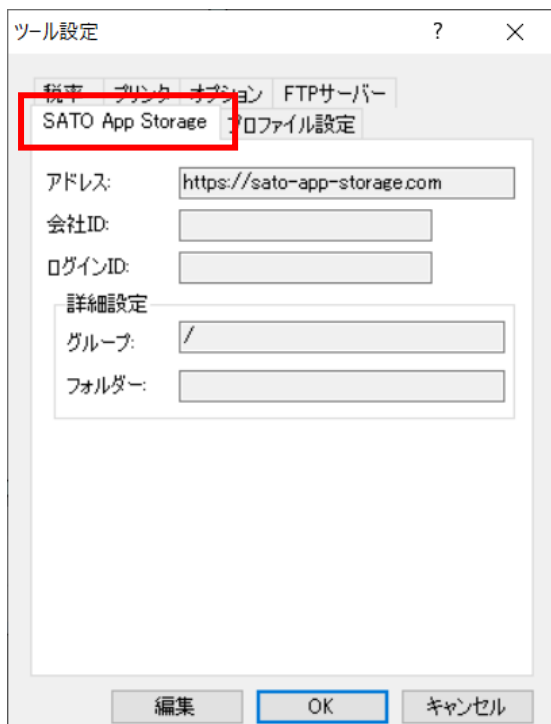 ツール設定 ?
税率 プリンタ オプション FTPサーバー
SATO App Storage プロファイル設定
アドレス: https://sato-app-storage.com
会社ID:
ログインID:
詳細設定
グループ: /
フォルダー:
編集 OK キャンセル